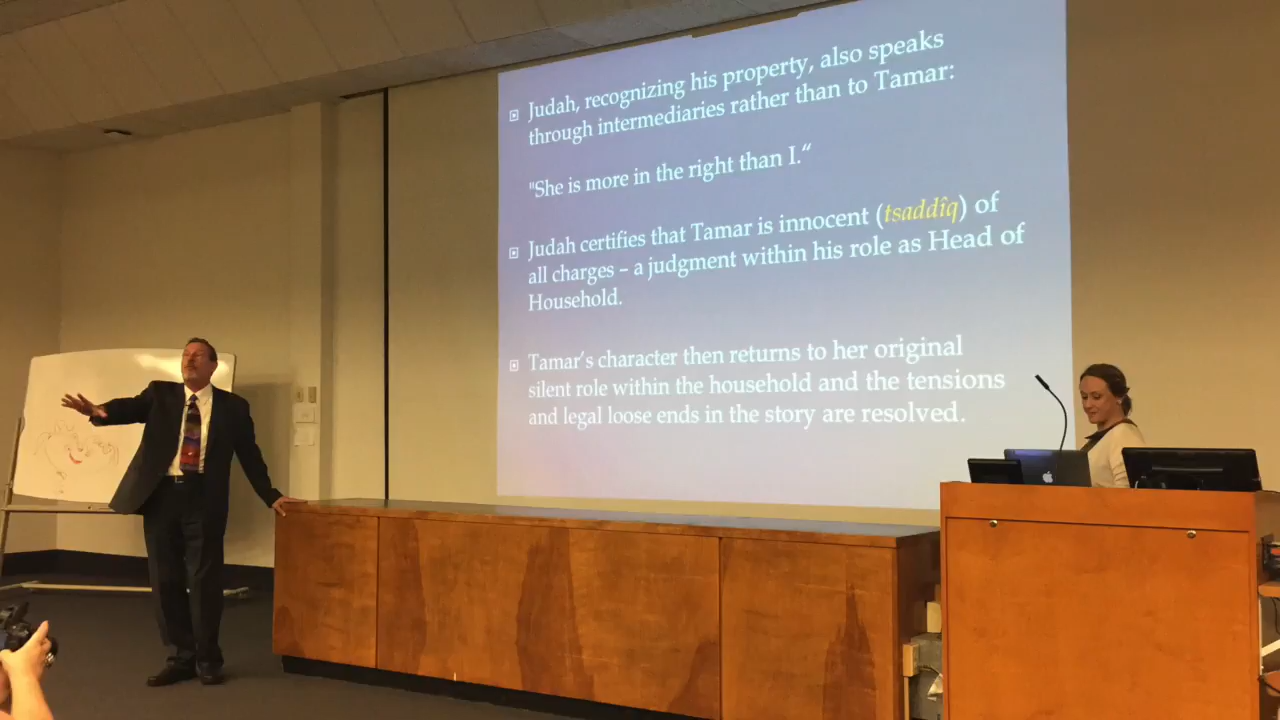 Judah, recognizing his property, also speaks
through intermediaries rather than to Tamar:
"She is more in the right than I.“
Judah certifies that Tamar is innocent (tsaddîq) of
all charges – a judgment within his role as Head of
Household.
Tamar's character then returns to her original
silent role within the household and the tensions
and legal loose ends in the story are resolved.